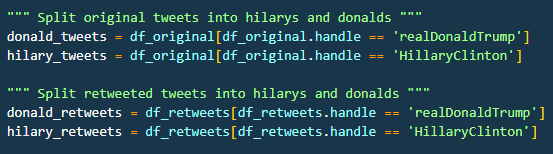 """ Split original tweets into hilarys and donalds """
donald_tweets = df_original[df_original.handle == 'realDonaldTrump']
hilary_tweets = df_original[df_original.handle == 'HillaryClinton']
""" Split retweeted tweets into hilarys and donalds """
donald_retweets = df_retweets[df_retweets.handle == 'realDonaldTrump']
hilary_retweets = df_retweets[df_retweets.handle == 'HillaryClinton']